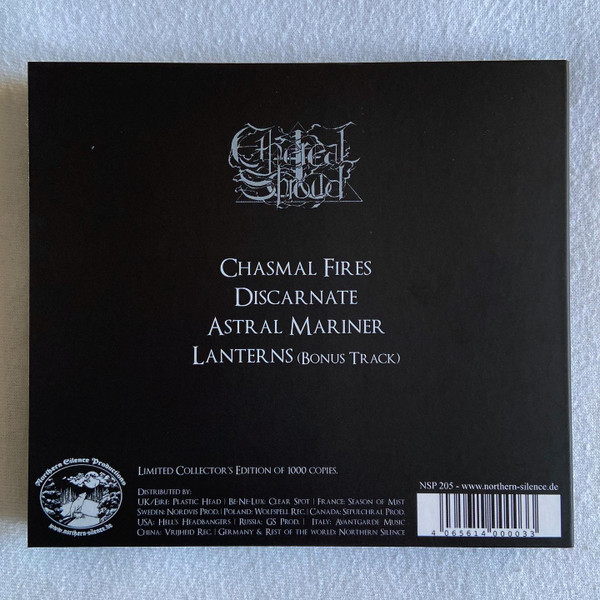 Ethereal
Shroud
Chasmal Fires
Discarnate
Astral Mariner
Lanterns (Bonus Track)
Northern Silence Productions
www.northern-silence.de
Limited Collector's Edition of 1000 copies.
NSP 205 - www.northern-silence.de
Distributed by:
UK/Eire: Plastic Head | Be-Ne-Lux: Clear Spot | France: Season of Mist
Sweden: Nordvis Prod. | Poland: Wolfspell Rec. | Canada: Sepulchral Prod.
USA: Hell's Headbangers | Russia: GS Prod. | Italy: Avantgarde Music
China: Vrijheid Rec. | Germany & Rest of the world: Northern Silence
4 065614 000033